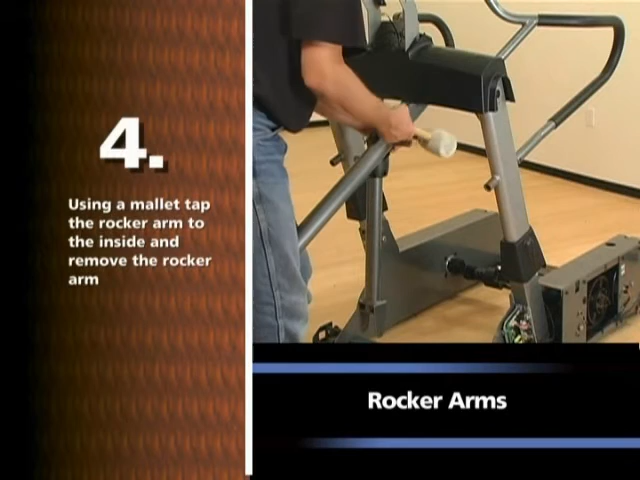 4.
Using a mallet tap
the rocker arm to
the inside and
remove the rocker
arm
Rocker Arms